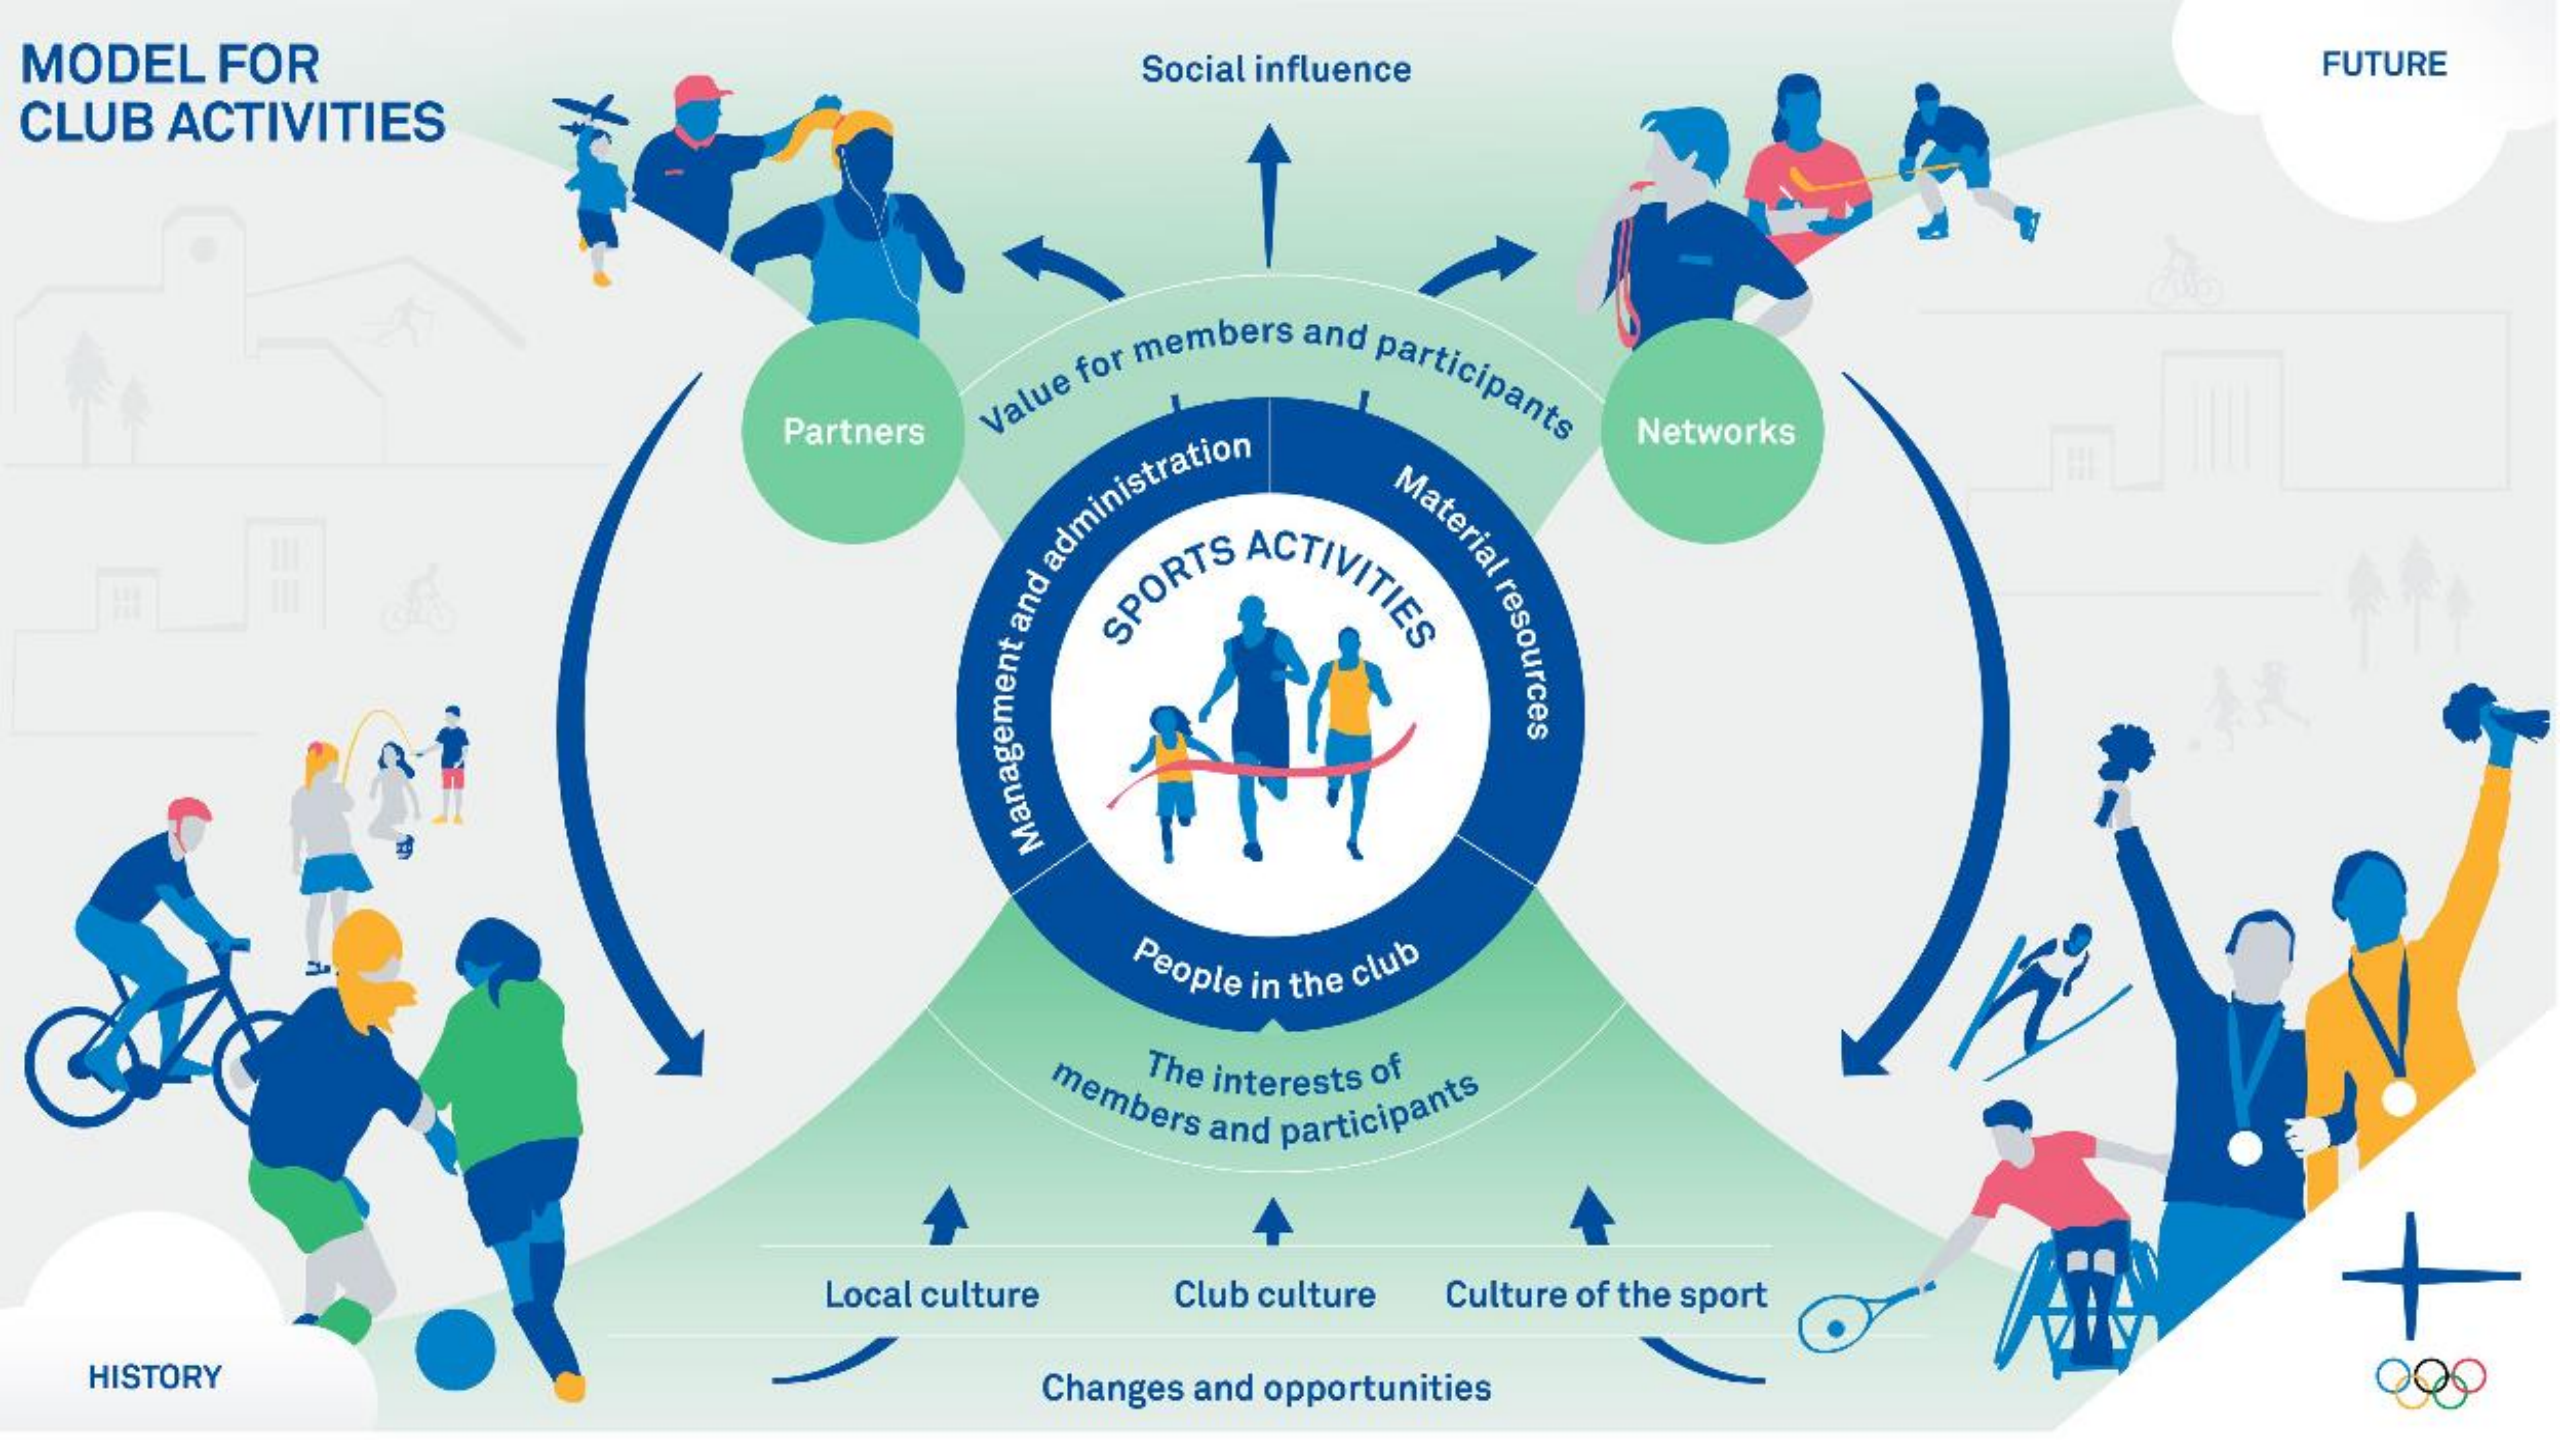 MODEL FOR
CLUB ACTIVITIES
Social influence
FUTURE
Value for members and participants
Partners
Networks
Management and administration
Material resources
SPORTS ACTIVITIES
People in the club
The interests of
members and participants
Local culture
Club culture
Culture of the sport
HISTORY
Changes and opportunities